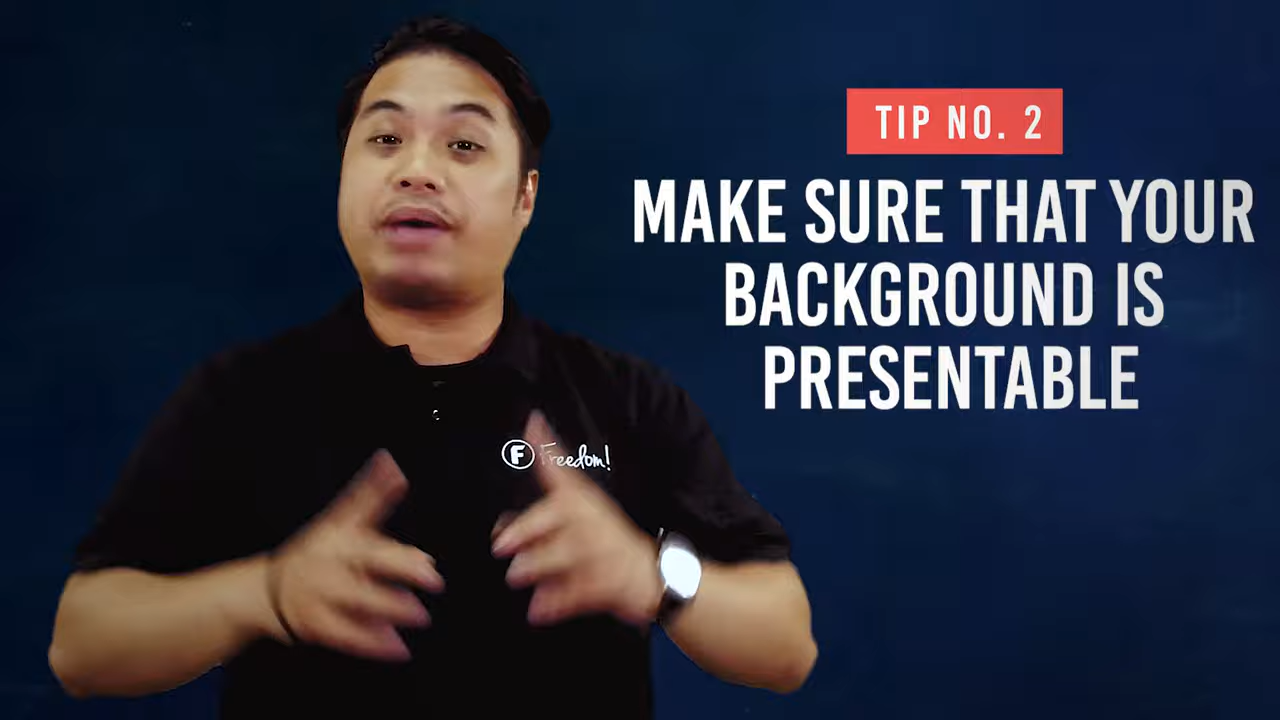 TIP NO. 2
MAKE SURE THAT YOUR
BACKGROUND IS
PRESENTABLE
F Freedom!